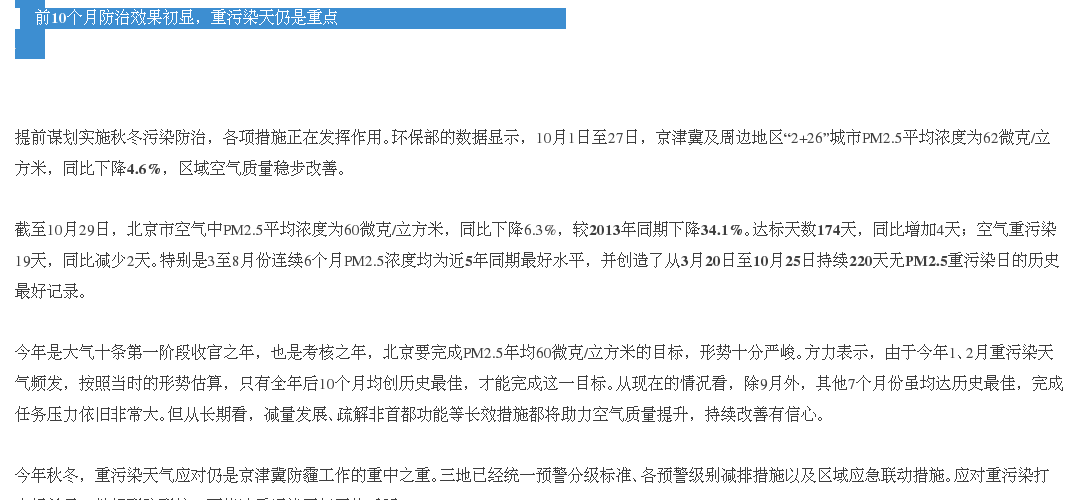 前10个月防治效果初显，重污染天仍是重点
提前谋划实施秋冬污染防治，各项措施正在发挥作用。环保部的数据显示，10月1日至27日，京津冀及周边地区“2+26”城市PM2.5平均浓度为62微克/立
方米，同比下降4.6%，区域空气质量稳步改善。
截至10月29日，北京市空气中PM2.5平均浓度为60微克/立方米，同比下降6.3%，较2013年同期下降34.1%。达标天数174天，同比增加4天；空气重污染
19天，同比减少2天。特别是3至8月份连续6个月PM2.5浓度均为近5年同期最好水平，并创造了从3月20日至10月25日持续220天无PM2.5重污染日的历史
最好记录。
今年是大气十条第一阶段收官之年，也是考核之年，北京要完成PM2.5年均60微克/立方米的目标，形势十分严峻。方力表示，由于今年1、2月重污染天
气频发，按照当时的形势估算，只有全年后10个月均创历史最佳，才能完成这一目标。从现在的情况看，除9月外，其他7个月份虽均达历史最佳，完成
任务压力依旧非常大。但从长期看，减量发展、疏解非首都功能等长效措施都将助力空气质量提升，持续改善有信心。
今年秋冬，重污染天气应对仍是京津冀防霾工作的重中之重。三地已经统一预警分级标准、各预警级别减排措施以及区域应急联动措施。应对重污染打